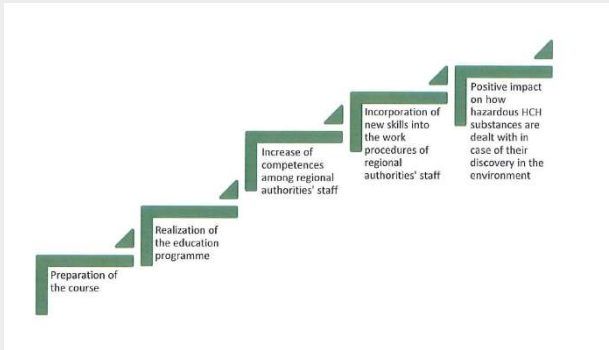 Preparation of
the course
Realization of
the education
programme
Increase of
competences
among regional
authorities' staff
Incorporation of
new skills into
the work
procedures of
regional
authorities' staff
Positive impact
on how
hazardous HCH
substances are
dealt with in
case of their
discovery in the
environment